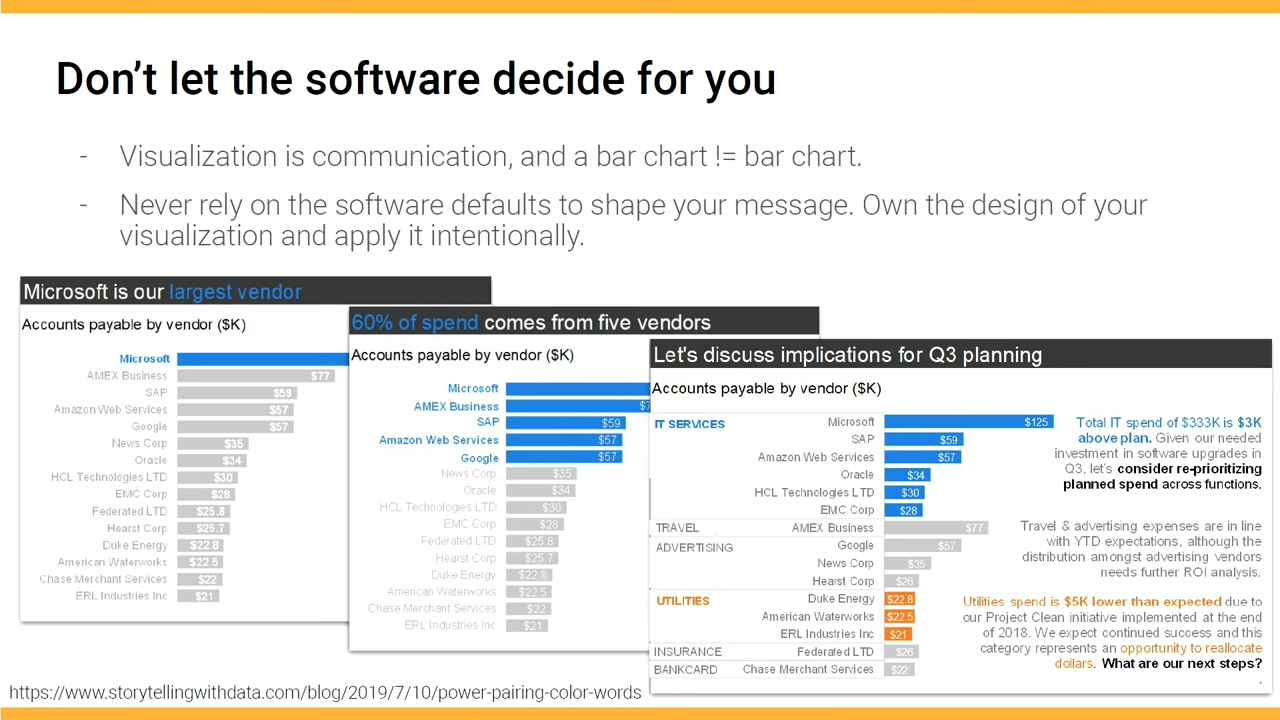 Don't let the software decide for you
- Visualization is communication, and a bar chart != bar chart.
- Never rely on the software defaults to shape your message. Own the design of your
visualization and apply it intentionally.
Microsoft is our largest vendor
Accounts payable by vendor ($K)
Microsoft
AMEX Business $77
SAP $59
Amazon Web Services $57
Google $57
News Corp $35
Oracle $34
HCL Technologies LTD $30
EMC Corp $28
Federated LTD $25.8
Hearst Corp $25.7
Duke Energy $22.8
American Waterworks $22.5
Chase Merchant Services $22
ERL Industries Inc $21
60% of spend comes from five vendors
Accounts payable by vendor ($K)
Microsoft
AMEX Business
SAP $59
Amazon Web Services $57
Google $57
News Corp $35
Oracle $34
HCL Technologies LTD $30
EMC Corp $28
Federated LTD $25.8
Hearst Corp $25.7
Duke Energy $22.8
American Waterworks $22.5
Chase Merchant Services $22
ERL Industries Inc $21
Let's discuss implications for Q3 planning
Accounts payable by vendor ($K)
IT SERVICES Microsoft $125
SAP $59
Amazon Web Services $57
Oracle $34
HCL Technologies LTD $30
EMC Corp $28
TRAVEL AMEX Business $77
ADVERTISING Google $57
News Corp $35
Hearst Corp $26
UTILITIES Duke Energy $22.8
American Waterworks $22.5
ERL Industries Inc $21
INSURANCE Federated LTD $26
BANKCARD Chase Merchant Services $22
Total IT spend of $333K is $3K
above plan. Given our needed
investment in software upgrades in
Q3, let's consider re-prioritizing
planned spend across functions.
Travel & advertising expenses are in line
with YTD expectations, although the
distribution amongst advertising vendors
needs further ROI analysis.
Utilities spend is $5K lower than expected due to
our Project Clean initiative implemented at the end
of 2018. We expect continued success and this
category represents an opportunity to reallocate
dollars. What are our next steps?
.
https://www.storytellingwithdata.com/blog/2019/7/10/power-pairing-color-words